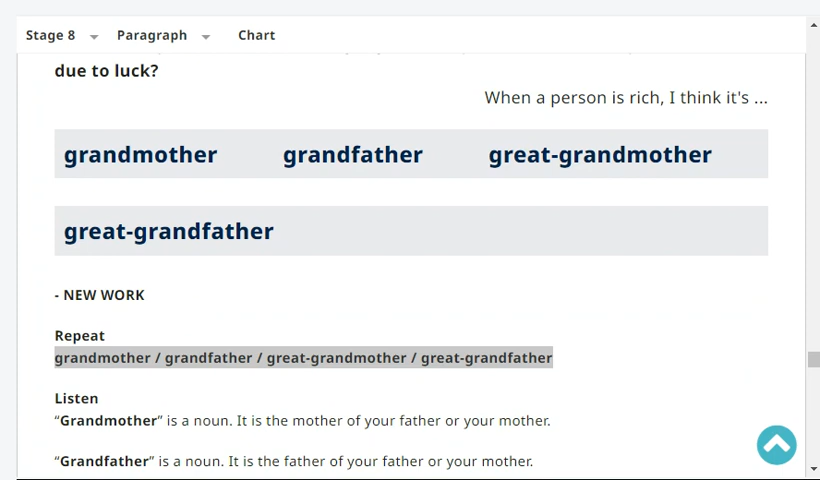 Stage 8 Paragraph Chart
due to luck?
When a person is rich, I think it's ...
grandmother grandfather great-grandmother
great-grandfather
- NEW WORK
Repeat
grandmother / grandfather / great-grandmother / great-grandfather
Listen
“Grandmother” is a noun. It is the mother of your father or your mother.
“Grandfather” is a noun. It is the father of your father or your mother.